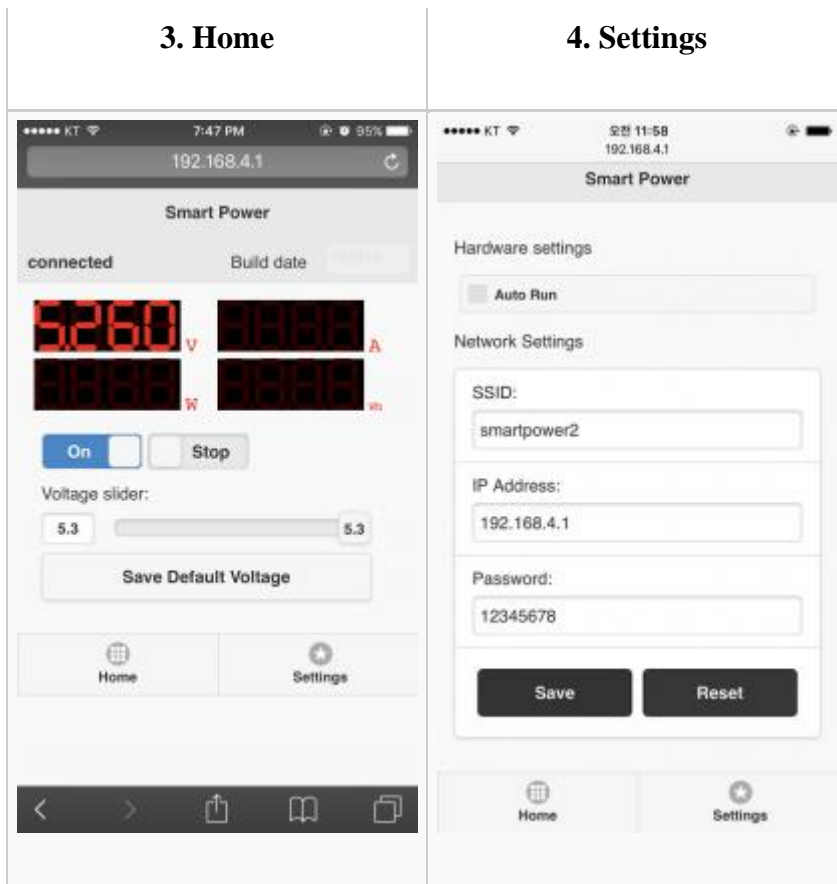 3. Home
4. Settings
KT 7:47 PM 95%
192.168.4.1
Smart Power
connected Build date
5.260 V A
W Wh
On Stop
Voltage slider:
5.3 5.3
Save Default Voltage
Home Settings
KT 오전 11:58
192.168.4.1
Smart Power
Hardware settings
Auto Run
Network Settings
SSID:
smartpower2
IP Address:
192.168.4.1
Password:
12345678
Save Reset
Home Settings